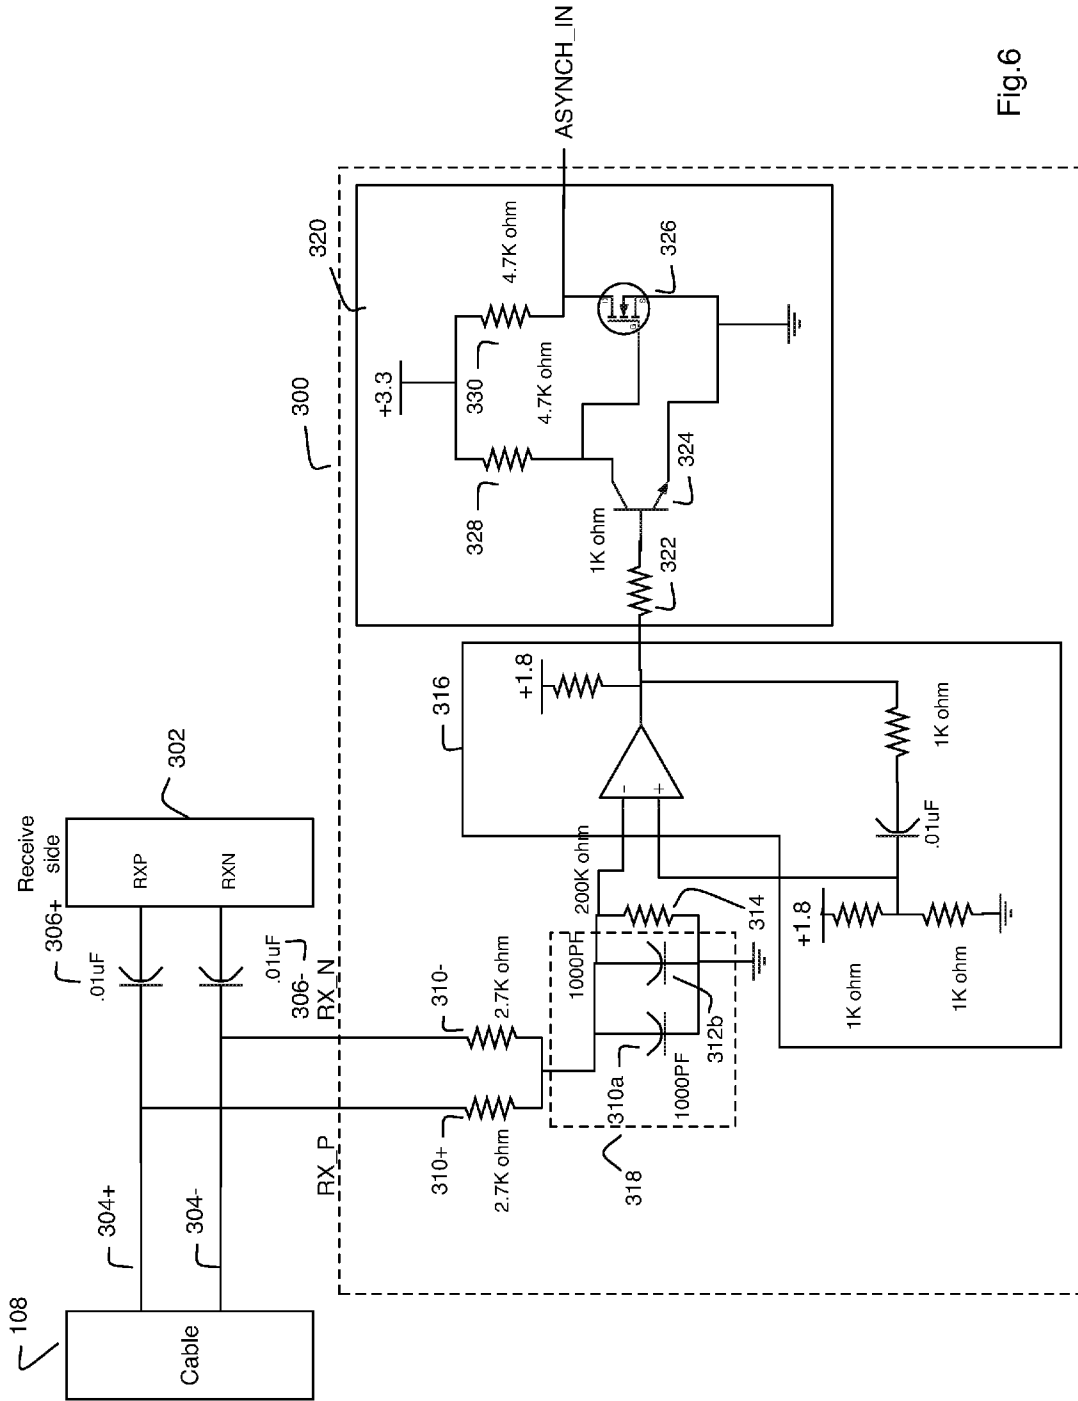 108
Cable
304+
304-
306+
.01uF
.01uF
306-
Receive
side
RXP
RXN
302
RX_P
RX_N
300
310+
2.7K ohm
310-
2.7K ohm
318
310a
1000PF
312b
1000PF
200K ohm
314
316
-
+
+1.8
+1.8
1K ohm
1K ohm
.01uF
1K ohm
320
322
1K ohm
324
328
4.7K ohm
+3.3
330
4.7K ohm
D
G
S
326
ASYNCH_IN
Fig.6